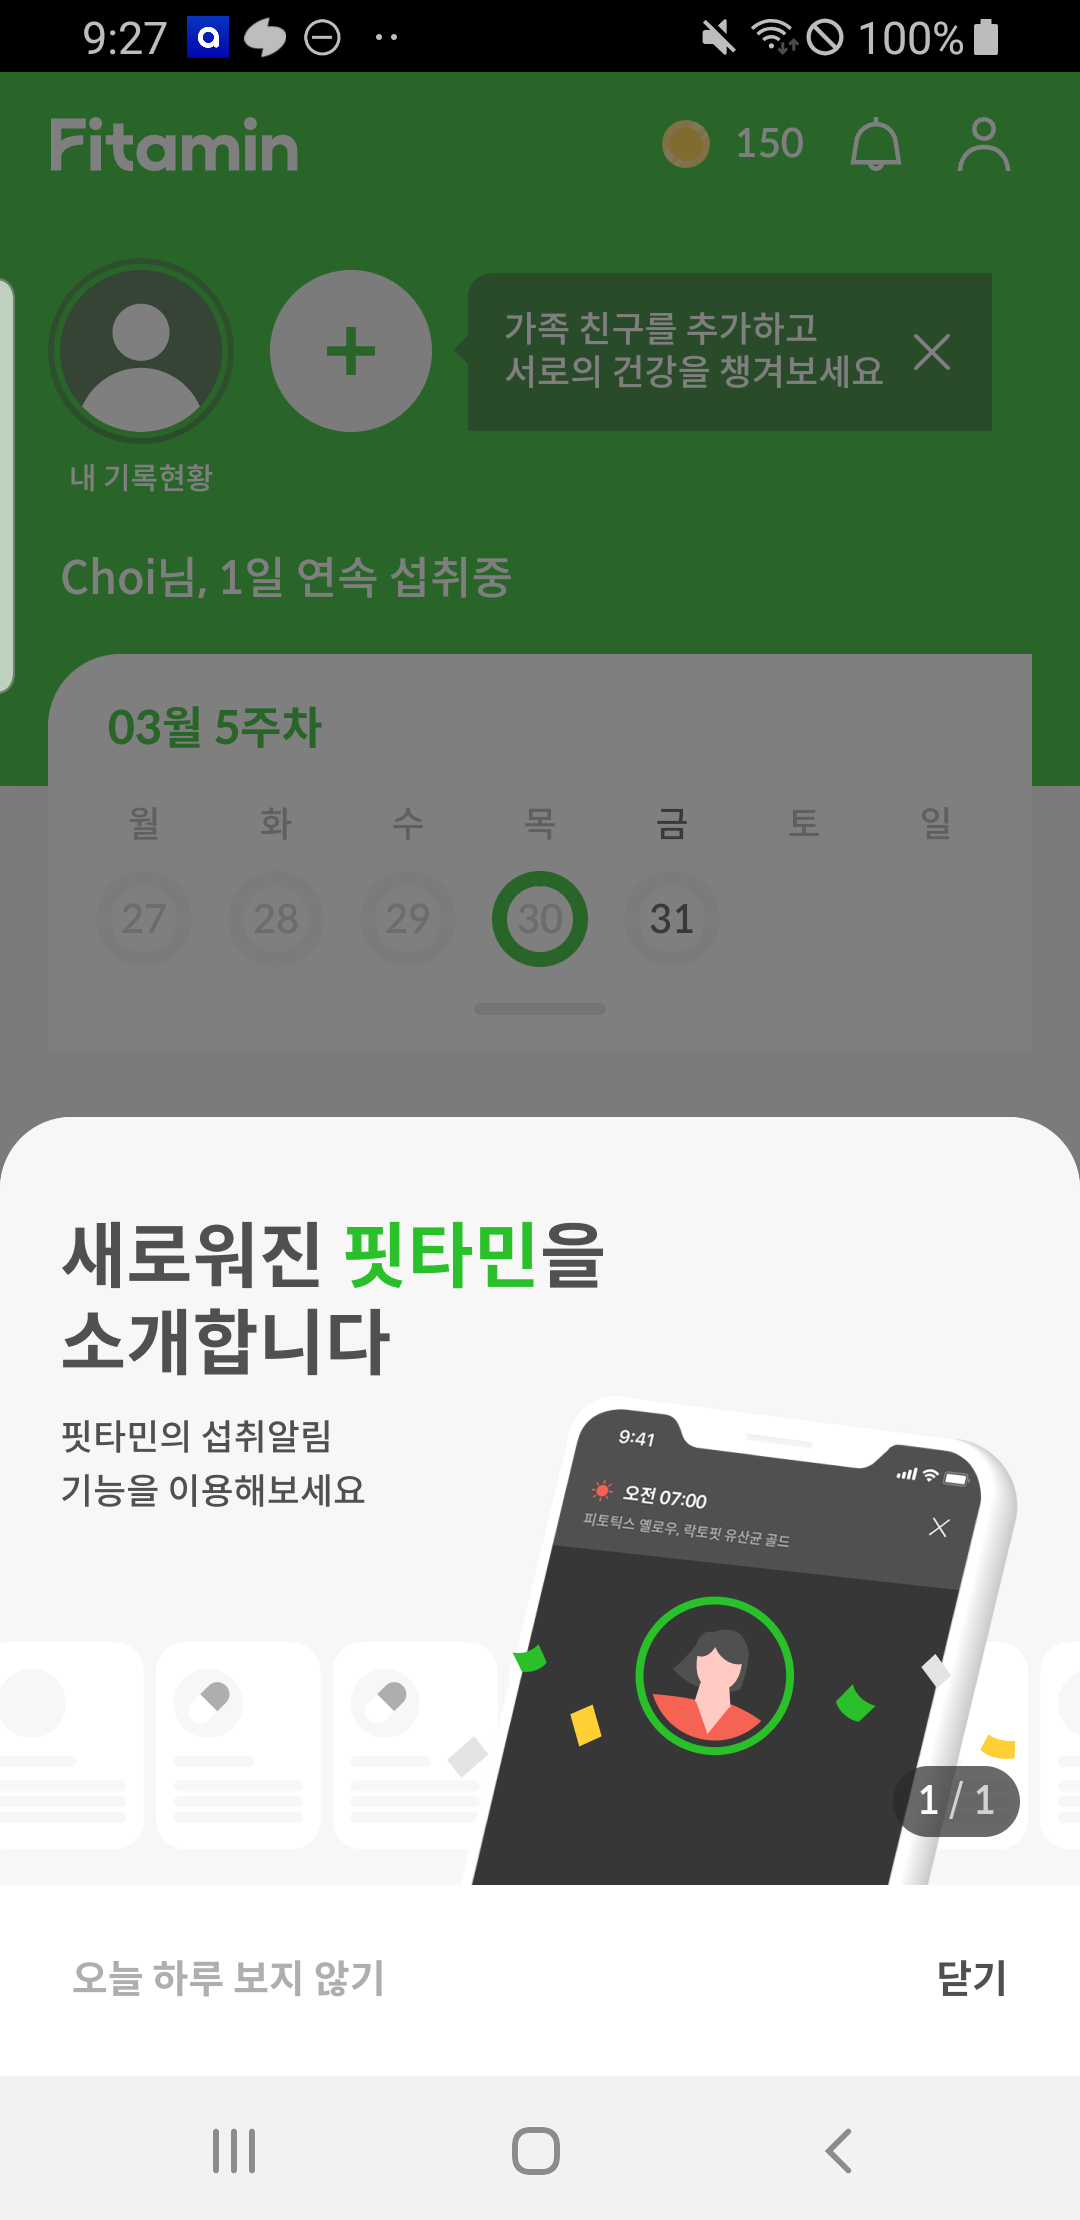 9:27
100%
Fitamin
150
가족 친구를 추가하고
서로의 건강을 챙겨보세요
내 기록현황
Choi님, 1일 연속 섭취중
03월 5주차
월 화 수 목 금 토 일
27 28 29 30 31
새로워진 핏타민을
소개합니다
핏타민의 섭취알림
기능을 이용해보세요
9:41
오전 07:00
피토틱스 옐로우, 락토핏 유산균 골드
1 / 1
오늘 하루 보지 않기
닫기